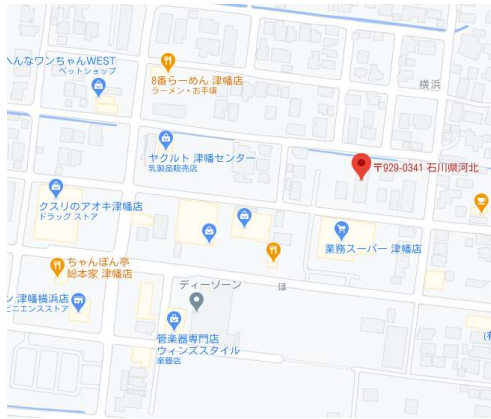 へんなワンちゃんWEST
ペットショップ
8番らーめん 津幡店
ラーメン・お手頃
横浜
ヤクルト 津幡センター
乳製品販売店
〒929-0341 石川県河北
クスリのアオキ津幡店
ドラッグ ストア
業務スーパー 津幡店
ちゃんぽん亭
総本家 津幡店
ディーゾーン
ほ
ン 津幡横浜店
ビニエンスストア
管楽器専門店
ウィンズスタイル
楽器店
(有